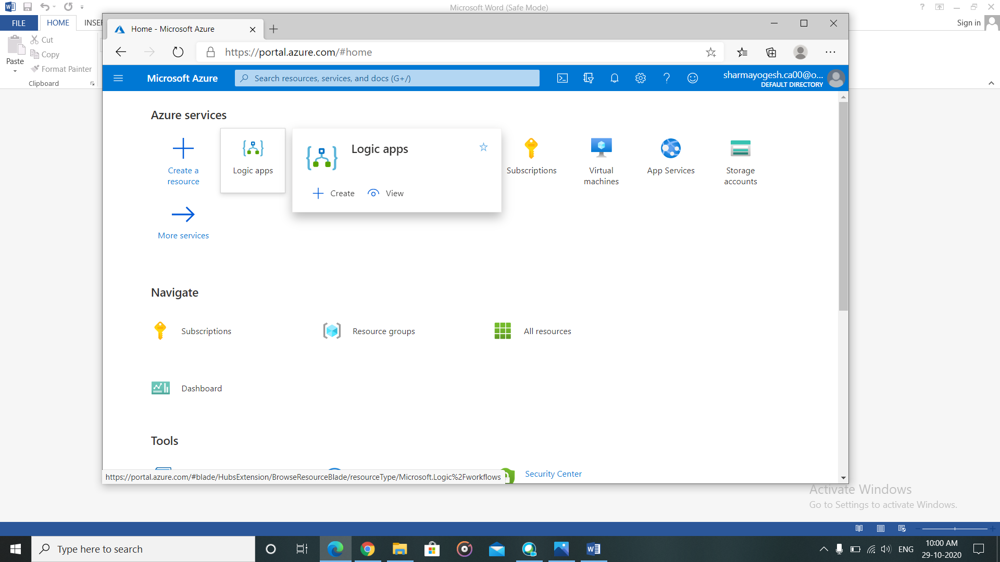 Microsoft Word (Safe Mode)
FILE
HOME
INSER
Sign in
Paste
Cut
Copy
Format Painter
Clipboard
Home - Microsoft Azure
https://portal.azure.com/#home
Microsoft Azure
Search resources, services, and docs (G+/)
sharmayogesh.ca00@o...
DEFAULT DIRECTORY
Azure services
Create a
resource
Logic apps
Logic apps
Create
View
Subscriptions
Virtual
machines
App Services
Storage
accounts
More services
Navigate
Subscriptions
Resource groups
All resources
Dashboard
Tools
Security Center
https://portal.azure.com/#blade/HubsExtension/BrowseResourceBlade/resourceType/Microsoft.Logic%2Fworkflows
Activate Windows
Go to Settings to activate Windows.
Type here to search
ENG
10:00 AM
29-10-2020